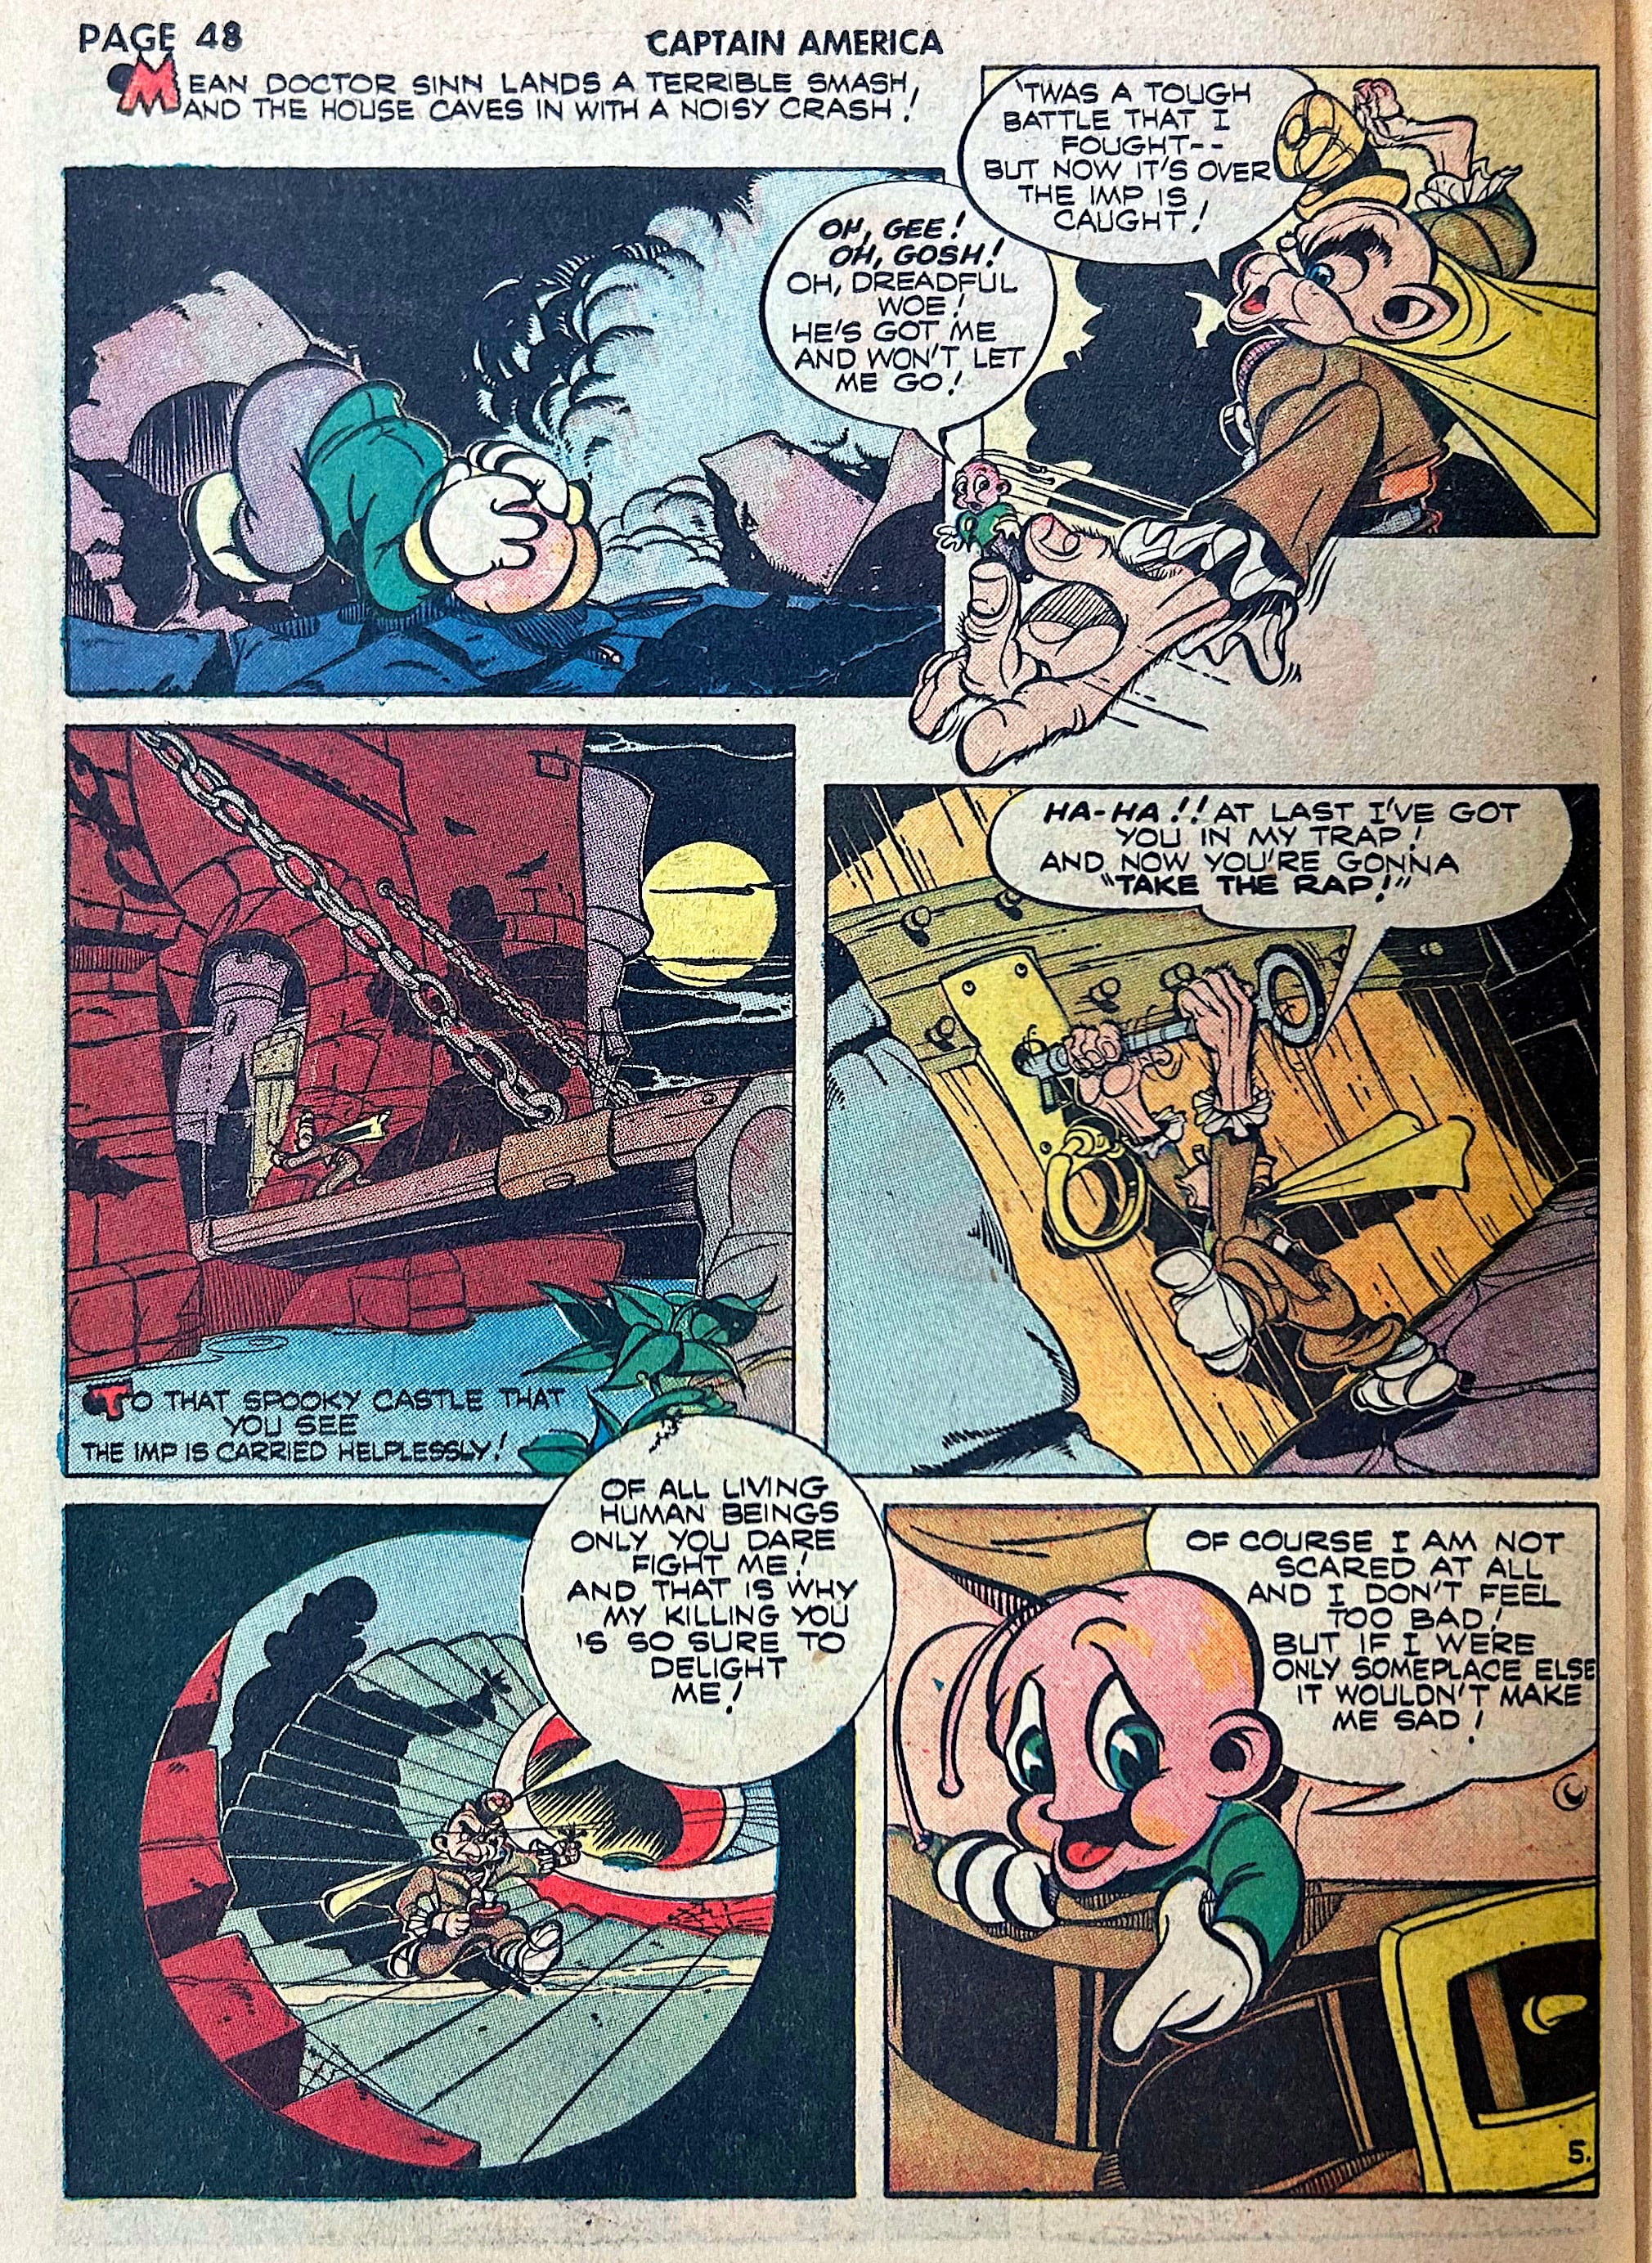 PAGE 48
CAPTAIN AMERICA
MEAN DOCTOR SINN LANDS A TERRIBLE SMASH,
AND THE HOUSE CAVES IN WITH A NOISY CRASH!
OH, GEE!
OH, GOSH!
OH, DREADFUL
WOE!
HE'S GOT ME
AND WON'T LET
ME GO!
'TWAS A TOUGH
BATTLE THAT I
FOUGHT--
BUT NOW IT'S OVER
THE IMP IS
CAUGHT!
TO THAT SPOOKY CASTLE THAT
YOU SEE
THE IMP IS CARRIED HELPLESSLY!
HA-HA!! AT LAST I'VE GOT
YOU IN MY TRAP!
AND NOW YOU'RE GONNA
"TAKE THE RAP!"
OF ALL LIVING
HUMAN BEINGS
ONLY YOU DARE
FIGHT ME!
AND THAT IS WHY
MY KILLING YOU
IS SO SURE TO
DELIGHT
ME!
OF COURSE I AM NOT
SCARED AT ALL
AND I DON'T FEEL
TOO BAD!
BUT IF I WERE
ONLY SOMEPLACE ELSE
IT WOULDN'T MAKE
ME SAD!
5.